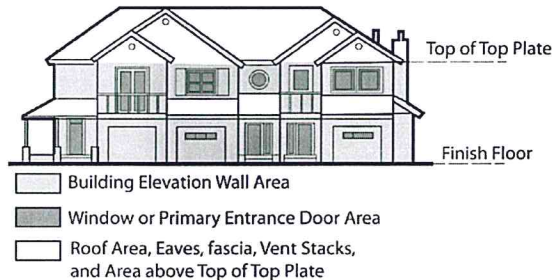 Top of Top Plate
Finish Floor
Building Elevation Wall Area
Window or Primary Entrance Door Area
Roof Area, Eaves, fascia, Vent Stacks,
and Area above Top of Top Plate